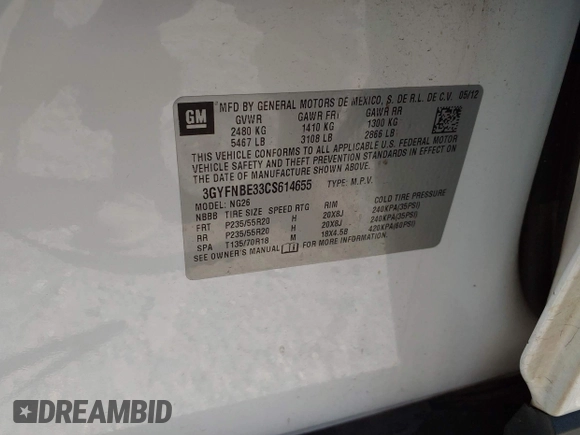 GM
MFD BY GENERAL MOTORS DE MEXICO, S. DE R.L. DE C.V. 05/12
GVWR GAWR FRT GAWR RR
2480 KG 1410 KG 1300 KG
5467 LB 3108 LB 2866 LB
THIS VEHICLE CONFORMS TO ALL APPLICABLE U.S. FEDERAL MOTOR
VEHICLE SAFETY AND THEFT PREVENTION STANDARDS IN EFFECT ON
THE DATE OF MANUFACTURE SHOWN ABOVE.
3GYFNBE33CS614655 TYPE: M.P.V.
MODEL: NG26
NBBB TIRE SIZE SPEED RTG RIM COLD TIRE PRESSURE
FRT P235/55R20 H 20X8J 240KPA(35PSI)
RR P235/55R20 H 20X8J 240KPA(35PSI)
SPA T135/70R18 M 18X4.5B 420KPA(60PSI)
SEE OWNER'S MANUAL FOR MORE INFORMATION.
DREAMBID